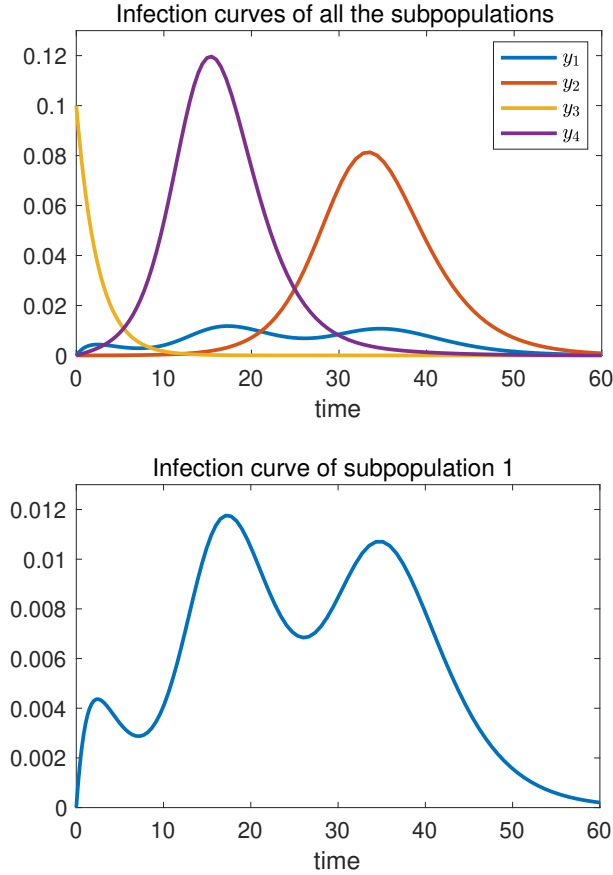 Infection curves of all the subpopulations
0.12
0.1
0.08
0.06
0.04
0.02
0
y1
y2
y3
y4
0 10 20 30 40 50 60
time
Infection curve of subpopulation 1
0.012
0.01
0.008
0.006
0.004
0.002
0
0 10 20 30 40 50 60
time